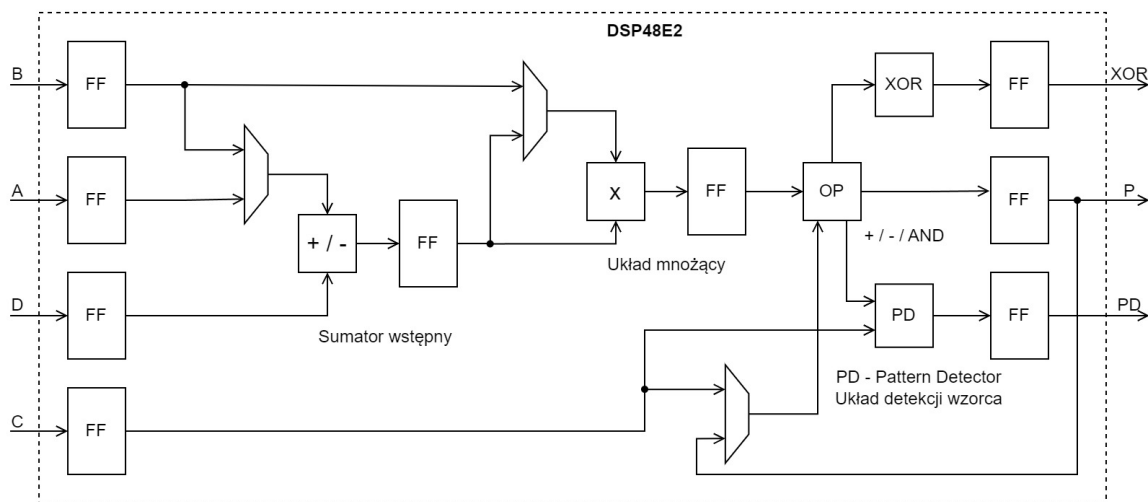 DSP48E2
B
FF
XOR
FF
XOR
A
FF
X
FF
OP
FF
P
+ / -
FF
+ / - / AND
Układ mnożący
D
FF
Sumator wstępny
PD
FF
PD
PD - Pattern Detector
Układ detekcji wzorca
C
FF